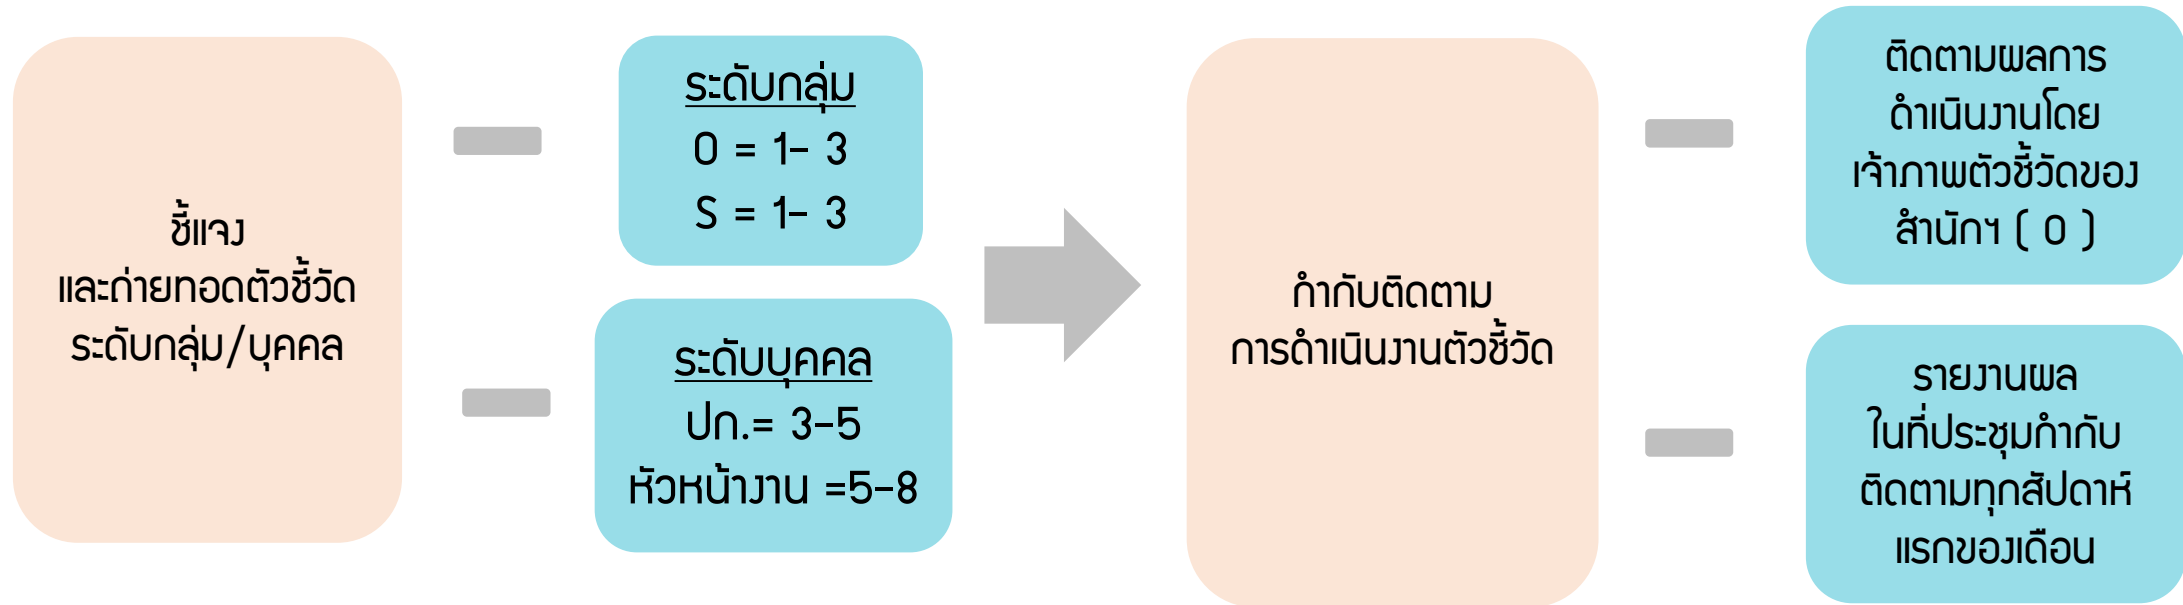 ชี้แจง
และถ่ายทอดตัวชี้วัด
ระดับกลุ่ม/บุคคล
ระดับกลุ่ม
O = 1- 3
S = 1- 3
ระดับบุคคล
ปก.= 3-5
หัวหน้างาน =5-8
กำกับติดตาม
การดำเนินงานตัวชี้วัด
ติดตามผลการ
ดำเนินงานโดย
เจ้าภาพตัวชี้วัดของ
สำนักฯ ( O )
รายงานผล
ในที่ประชุมกำกับ
ติดตามทุกสัปดาห์
แรกของเดือน